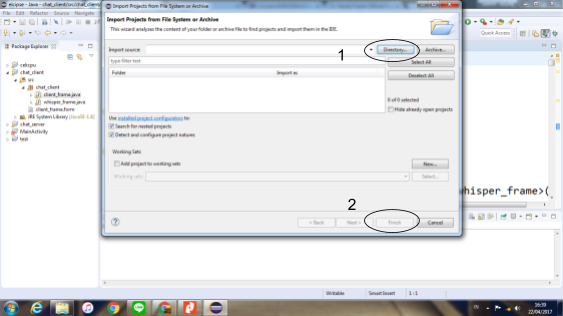 eclipse - Java - chat_client/src/chat_client/
Import Projects from File System or Archive
File Edit Refactor Source Navigate
Import Projects from File System or Archive
This wizard analyzes the content of your folder or archive file to find projects and import them in the IDE.
Quick Access
Package Explorer
Import source:
1
Directory...
Archive...
type filter text
Select All
Folder
Import as
Deselect All
cekcpu
chat_client
src
chat_client
client_frame.java
whisper_frame.java
client_frame.form
JRE System Library [JavaSE-1.8]
chat_server
MainActivity
test
0 of 0 selected
Hide already open projects
Use installed project configurators to:
Search for nested projects
Detect and configure project natures
Working Sets
Add project to working sets
New...
Working sets:
Select...
whisper_frame>(
2
< Back
Next >
Finish
Cancel
Writable
Smart Insert
1 : 1
IN
16:39
22/04/2017